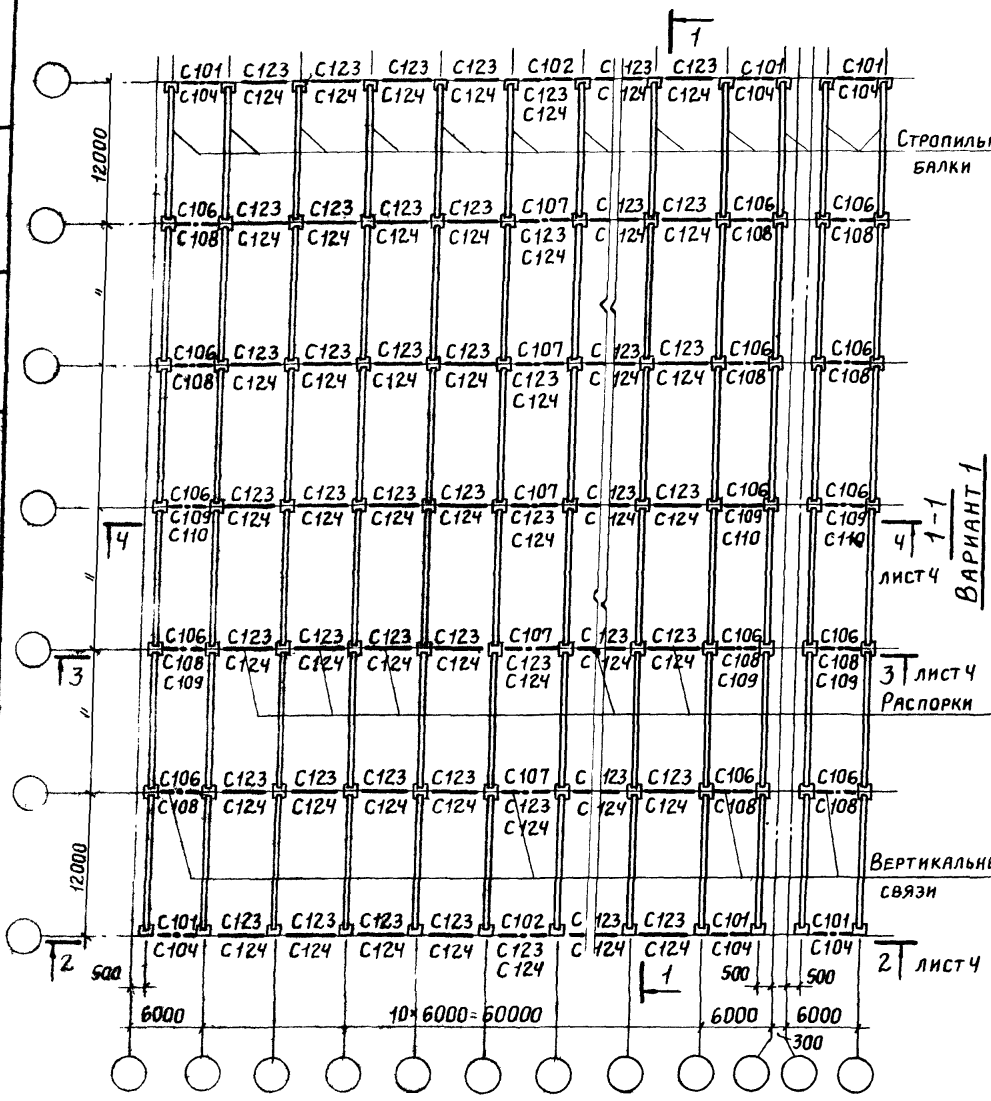 1
С101 С123 С123 С123 С123 С102 С 123 С123 С101 С101
С104 С124 С124 С124 С124 С123 С 124 С124 С104 С104
С124
Стропильн
балки
12000
С106 С123 С123 С123 С123 С107 С 123 С123 С106 С106
С108 С124 С124 С124 С124 С123 С 124 С124 С108 С108
С124
"
С106 С123 С123 С123 С123 С107 С 123 С123 С106 С106
С108 С124 С124 С124 С124 С123 С 124 С124 С108 С108
С124
С106 С123 С123 С123 С123 С107 С 123 С123 С106 С106
С109 С124 С124 С124 С124 С123 С 124 С124 С109 С109
С110 С124 С110 С110
4 4
лист 4
1-1
Вариант 1
"
С106 С123 С123 С123 С123 С107 С 123 С123 С106 С106
С108 С124 С124 С124 С124 С123 С 124 С124 С108 С108
С109 С124 С109 С109
3 3 лист 4
Распорки
"
С106 С123 С123 С123 С123 С107 С 123 С123 С106 С106
С108 С124 С124 С124 С124 С123 С 124 С124 С108 С108
С124
12000
Вертикальны
связи
С101 С123 С123 С123 С123 С102 С 123 С123 С101 С101
С104 С124 С124 С124 С124 С123 С 124 С124 С104 С104
С124
2 2 лист 4
500 1 500 500
6000 10×6000=60000 6000 6000
300